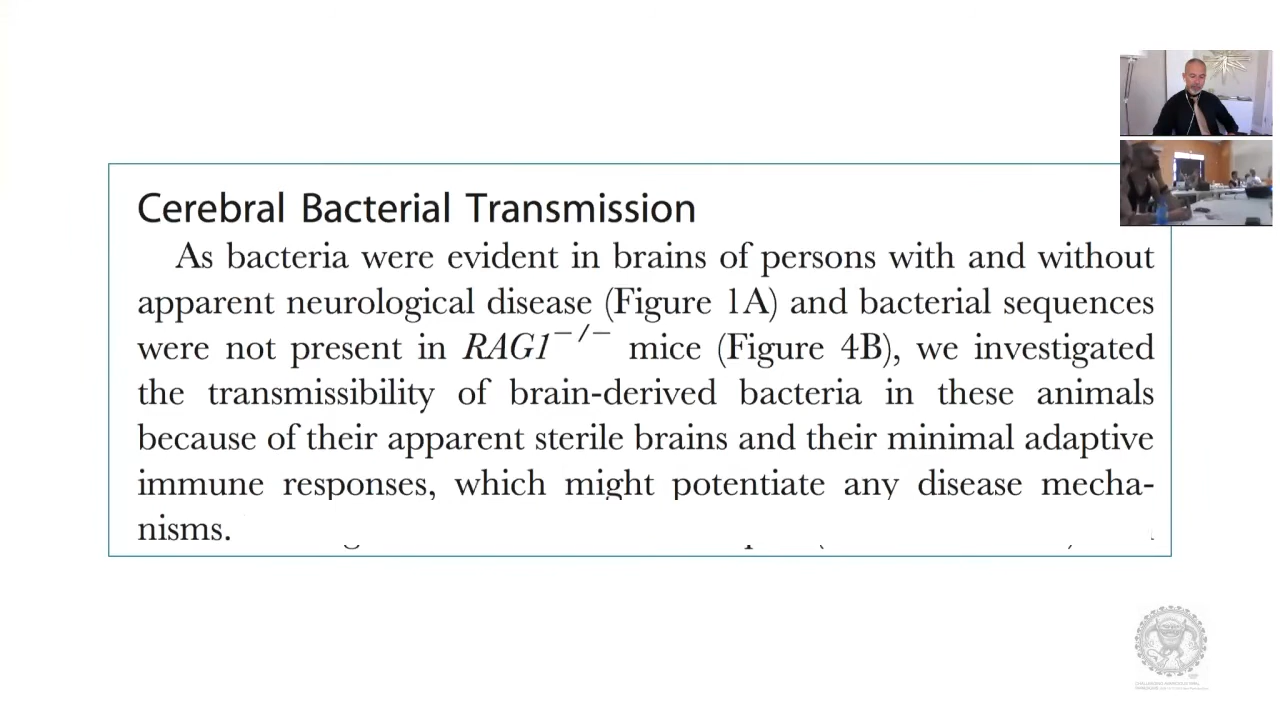 Cerebral Bacterial Transmission
As bacteria were evident in brains of persons with and without
apparent neurological disease (Figure 1A) and bacterial sequences
were not present in RAG1−/− mice (Figure 4B), we investigated
the transmissibility of brain-derived bacteria in these animals
because of their apparent sterile brains and their minimal adaptive
immune responses, which might potentiate any disease mecha-
nisms.